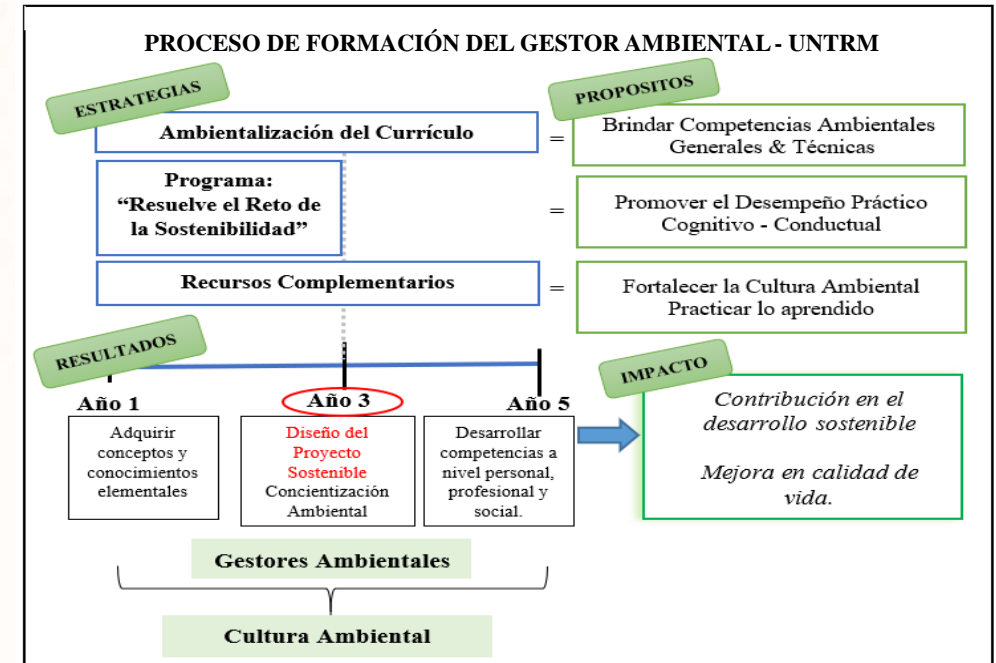 PROCESO DE FORMACIÓN DEL GESTOR AMBIENTAL - UNTRM
ESTRATEGIAS
PROPOSITOS
Ambientalización del Currículo
=
Brindar Competencias Ambientales
Generales & Técnicas
Programa:
“Resuelve el Reto de
la Sostenibilidad”
=
Promover el Desempeño Práctico
Cognitivo - Conductual
Recursos Complementarios
=
Fortalecer la Cultura Ambiental
Practicar lo aprendido
RESULTADOS
Año 1
Adquirir
conceptos y
conocimientos
elementales
Año 3
Diseño del
Proyecto
Sostenible
Concientización
Ambiental
Año 5
Desarrollar
competencias a
nivel personal,
profesional y
social.
IMPACTO
Contribución en el
desarrollo sostenible
Mejora en calidad de
vida.
Gestores Ambientales
Cultura Ambiental